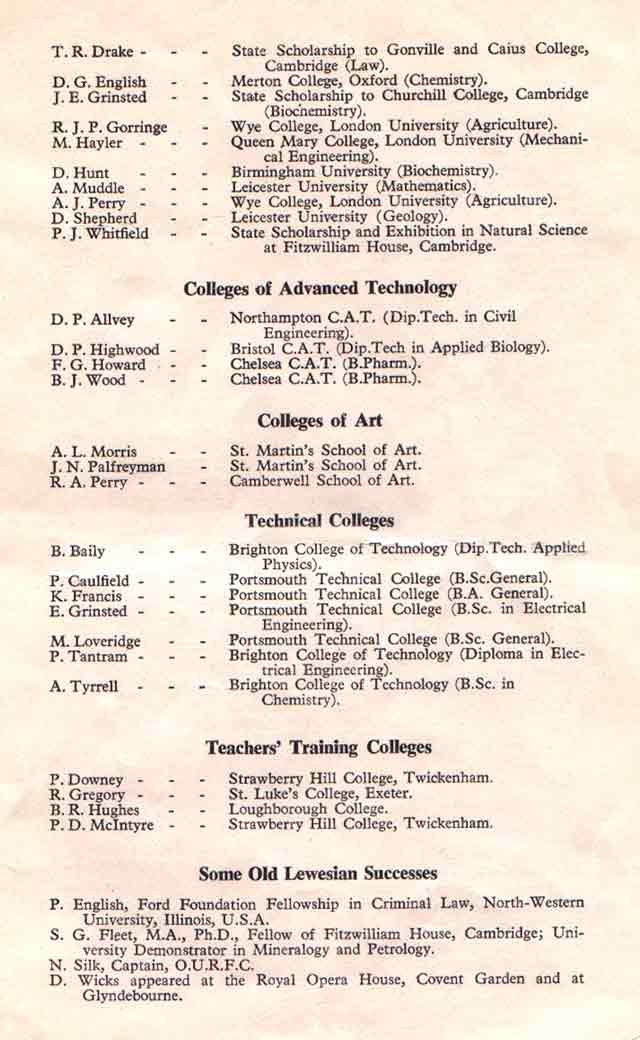 T. R. Drake - - - State Scholarship to Gonville and Caius College,
Cambridge (Law).
D. G. English - - Merton College, Oxford (Chemistry).
J. E. Grinsted - - State Scholarship to Churchill College, Cambridge
(Biochemistry).
R. J. P. Gorringe - Wye College, London University (Agriculture).
M. Hayler - - - Queen Mary College, London University (Mechani-
cal Engineering).
D. Hunt - - - Birmingham University (Biochemistry).
A. Muddle - - - Leicester University (Mathematics).
A. J. Perry - - - Wye College, London University (Agriculture).
D. Shepherd - - Leicester University (Geology).
P. J. Whitfield - - State Scholarship and Exhibition in Natural Science
at Fitzwilliam House, Cambridge.
Colleges of Advanced Technology
D. P. Allvey - - Northampton C.A.T. (Dip.Tech. in Civil
Engineering).
D. P. Highwood - - Bristol C.A.T. (Dip.Tech in Applied Biology).
F. G. Howard - - Chelsea C.A.T. (B.Pharm.).
B. J. Wood - - - Chelsea C.A.T. (B.Pharm.).
Colleges of Art
A. L. Morris - - St. Martin's School of Art.
J. N. Palfreyman - St. Martin's School of Art.
R. A. Perry - - - Camberwell School of Art.
Technical Colleges
B. Baily - - - Brighton College of Technology (Dip.Tech. Applied
Physics).
P. Caulfield - - - Portsmouth Technical College (B.Sc.General).
K. Francis - - - Portsmouth Technical College (B.A. General).
E. Grinsted - - - Portsmouth Technical College (B.Sc. in Electrical
Engineering).
M. Loveridge - - Portsmouth Technical College (B.Sc. General).
P. Tantram - - - Brighton College of Technology (Diploma in Elec-
trical Engineering).
A. Tyrrell - - - Brighton College of Technology (B.Sc. in
Chemistry).
Teachers' Training Colleges
P. Downey - - - Strawberry Hill College, Twickenham.
R. Gregory - - - St. Luke's College, Exeter.
B. R. Hughes - - Loughborough College.
P. D. McIntyre - - Strawberry Hill College, Twickenham.
Some Old Lewesian Successes
P. English, Ford Foundation Fellowship in Criminal Law, North-Western
University, Illinois, U.S.A.
S. G. Fleet, M.A., Ph.D., Fellow of Fitzwilliam House, Cambridge; Uni-
versity Demonstrator in Mineralogy and Petrology.
N. Silk, Captain, O.U.R.F.C.
D. Wicks appeared at the Royal Opera House, Covent Garden and at
Glyndebourne.